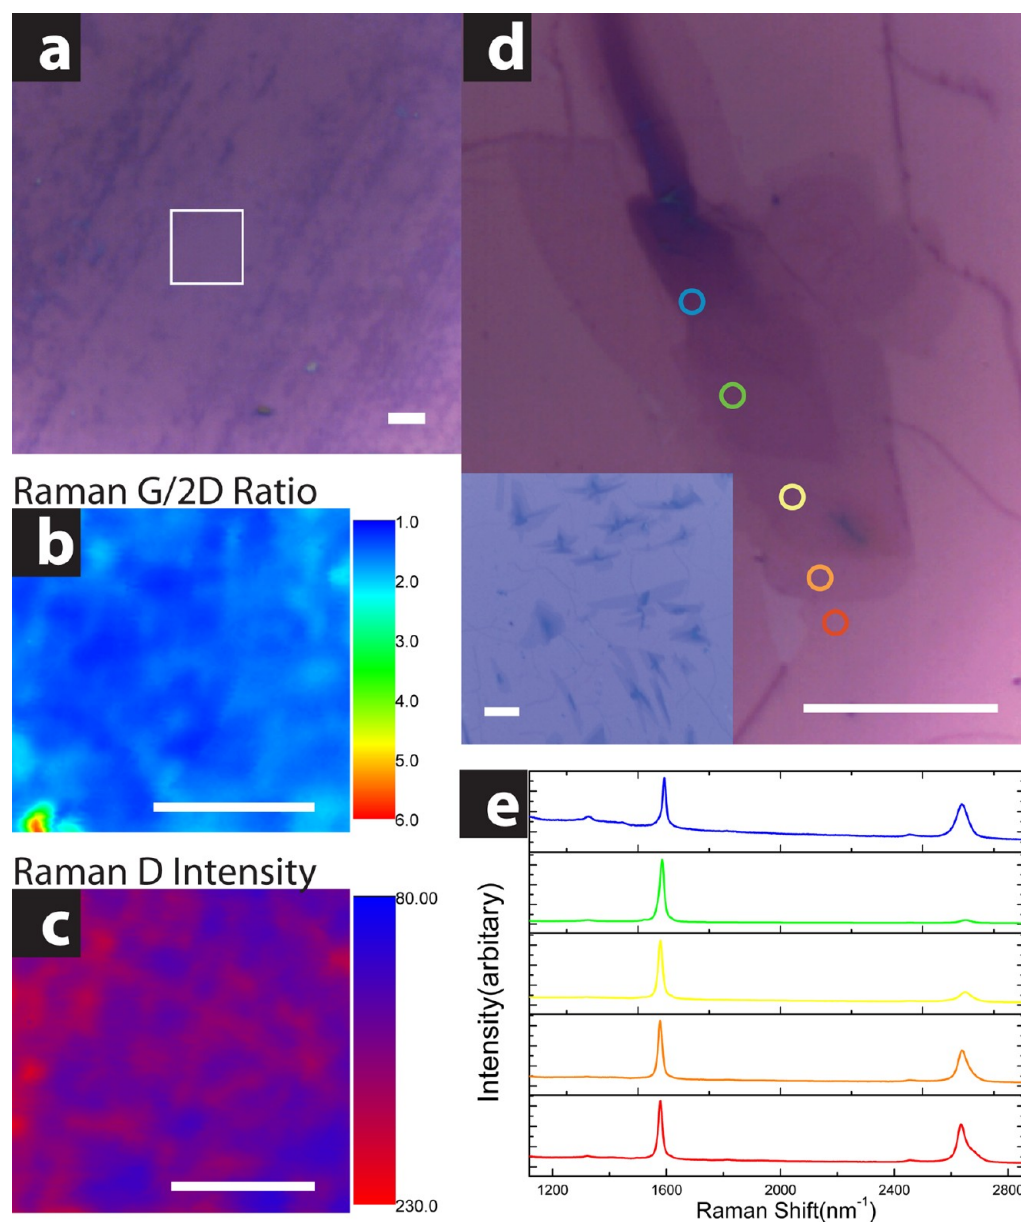 a
d
Raman G/2D Ratio
b
1.0
2.0
3.0
4.0
5.0
6.0
Raman D Intensity
c
80.00
230.0
e
Intensity(arbitary)
1200 1600 2000 2400 2800
Raman Shift(nm⁻¹)